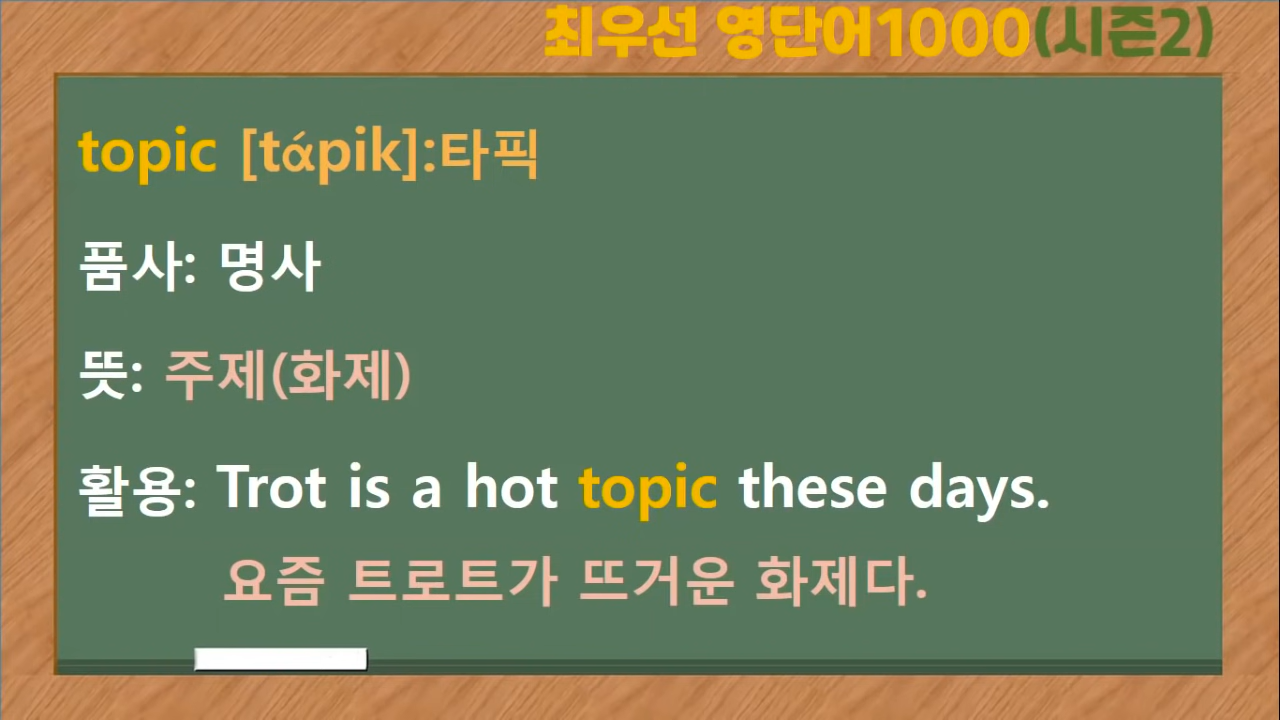 최우선 영단어1000(시즌2)
topic [tάpik]:타픽
품사: 명사
뜻: 주제(화제)
활용: Trot is a hot topic these days.
요즘 트로트가 뜨거운 화제다.